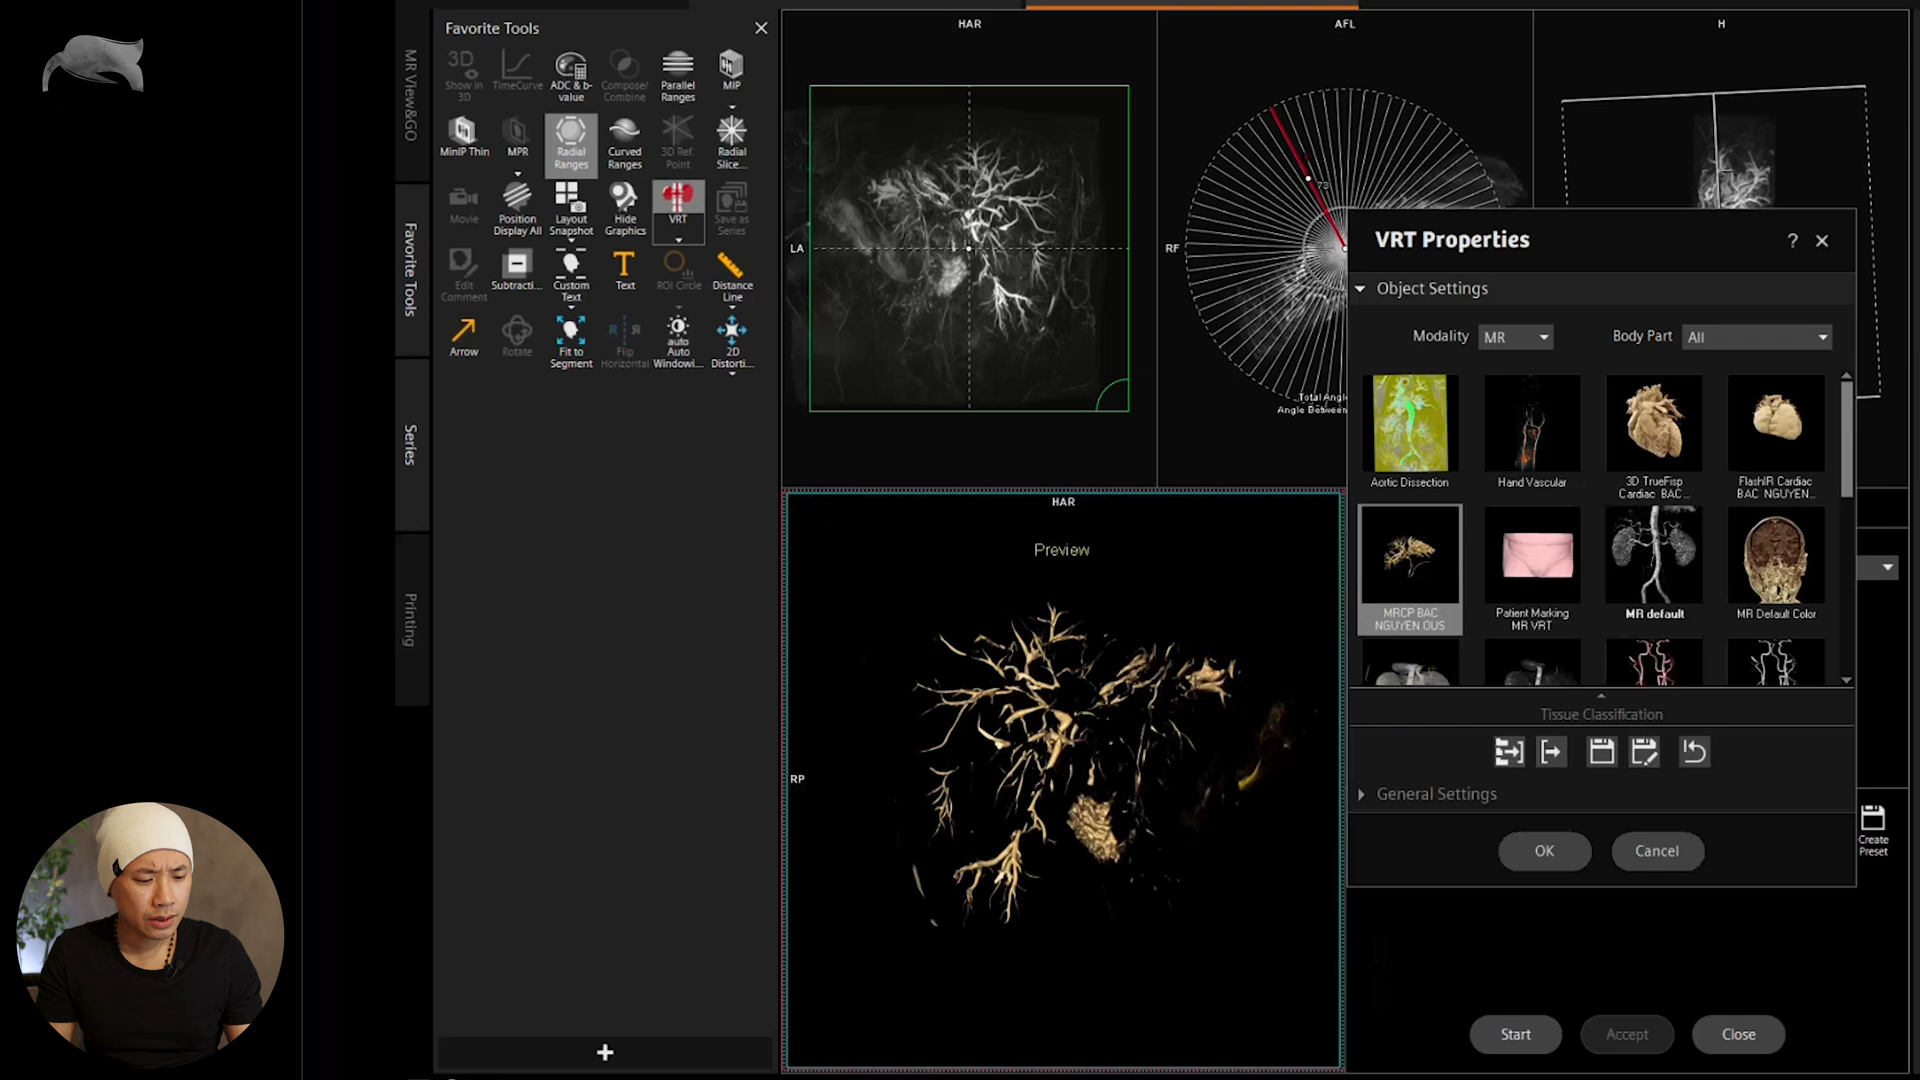 Favorite Tools
MR View&GO
Favorite Tools
Series
Printing
3D
Show in
3D
TimeCurve
ADC & b-
value
Compose/
Combine
Parallel
Ranges
MIP
MinIP Thin
MPR
Radial
Ranges
Curved
Ranges
3D Ref.
Point
Radial
Slice...
Movie
Position
Display All
Layout
Snapshot
Hide
Graphics
VRT
Save as
Series
Edit
Comment
Subtracti...
Custom
Text
T
Text
ROI Circle
Distance
Line
Arrow
Rotate
Fit to
Segment
Flip
Horizontal
auto
Auto
Windowi...
2D
Distorti...
HAR
LA
AFL
RF
73
Total Angle
Angle Between
H
HAR
Preview
RP
VRT Properties
?
Object Settings
Modality
MR
Body Part
All
Aortic Dissection
Hand Vascular
3D TrueFisp
Cardiac BAC...
FlashIR Cardiac
BAC NGUYEN...
MRCP BAC
NGUYEN OUS
Patient Marking
MR VRT
MR default
MR Default Color
Tissue Classification
General Settings
OK
Cancel
Create
Preset
Start
Accept
Close